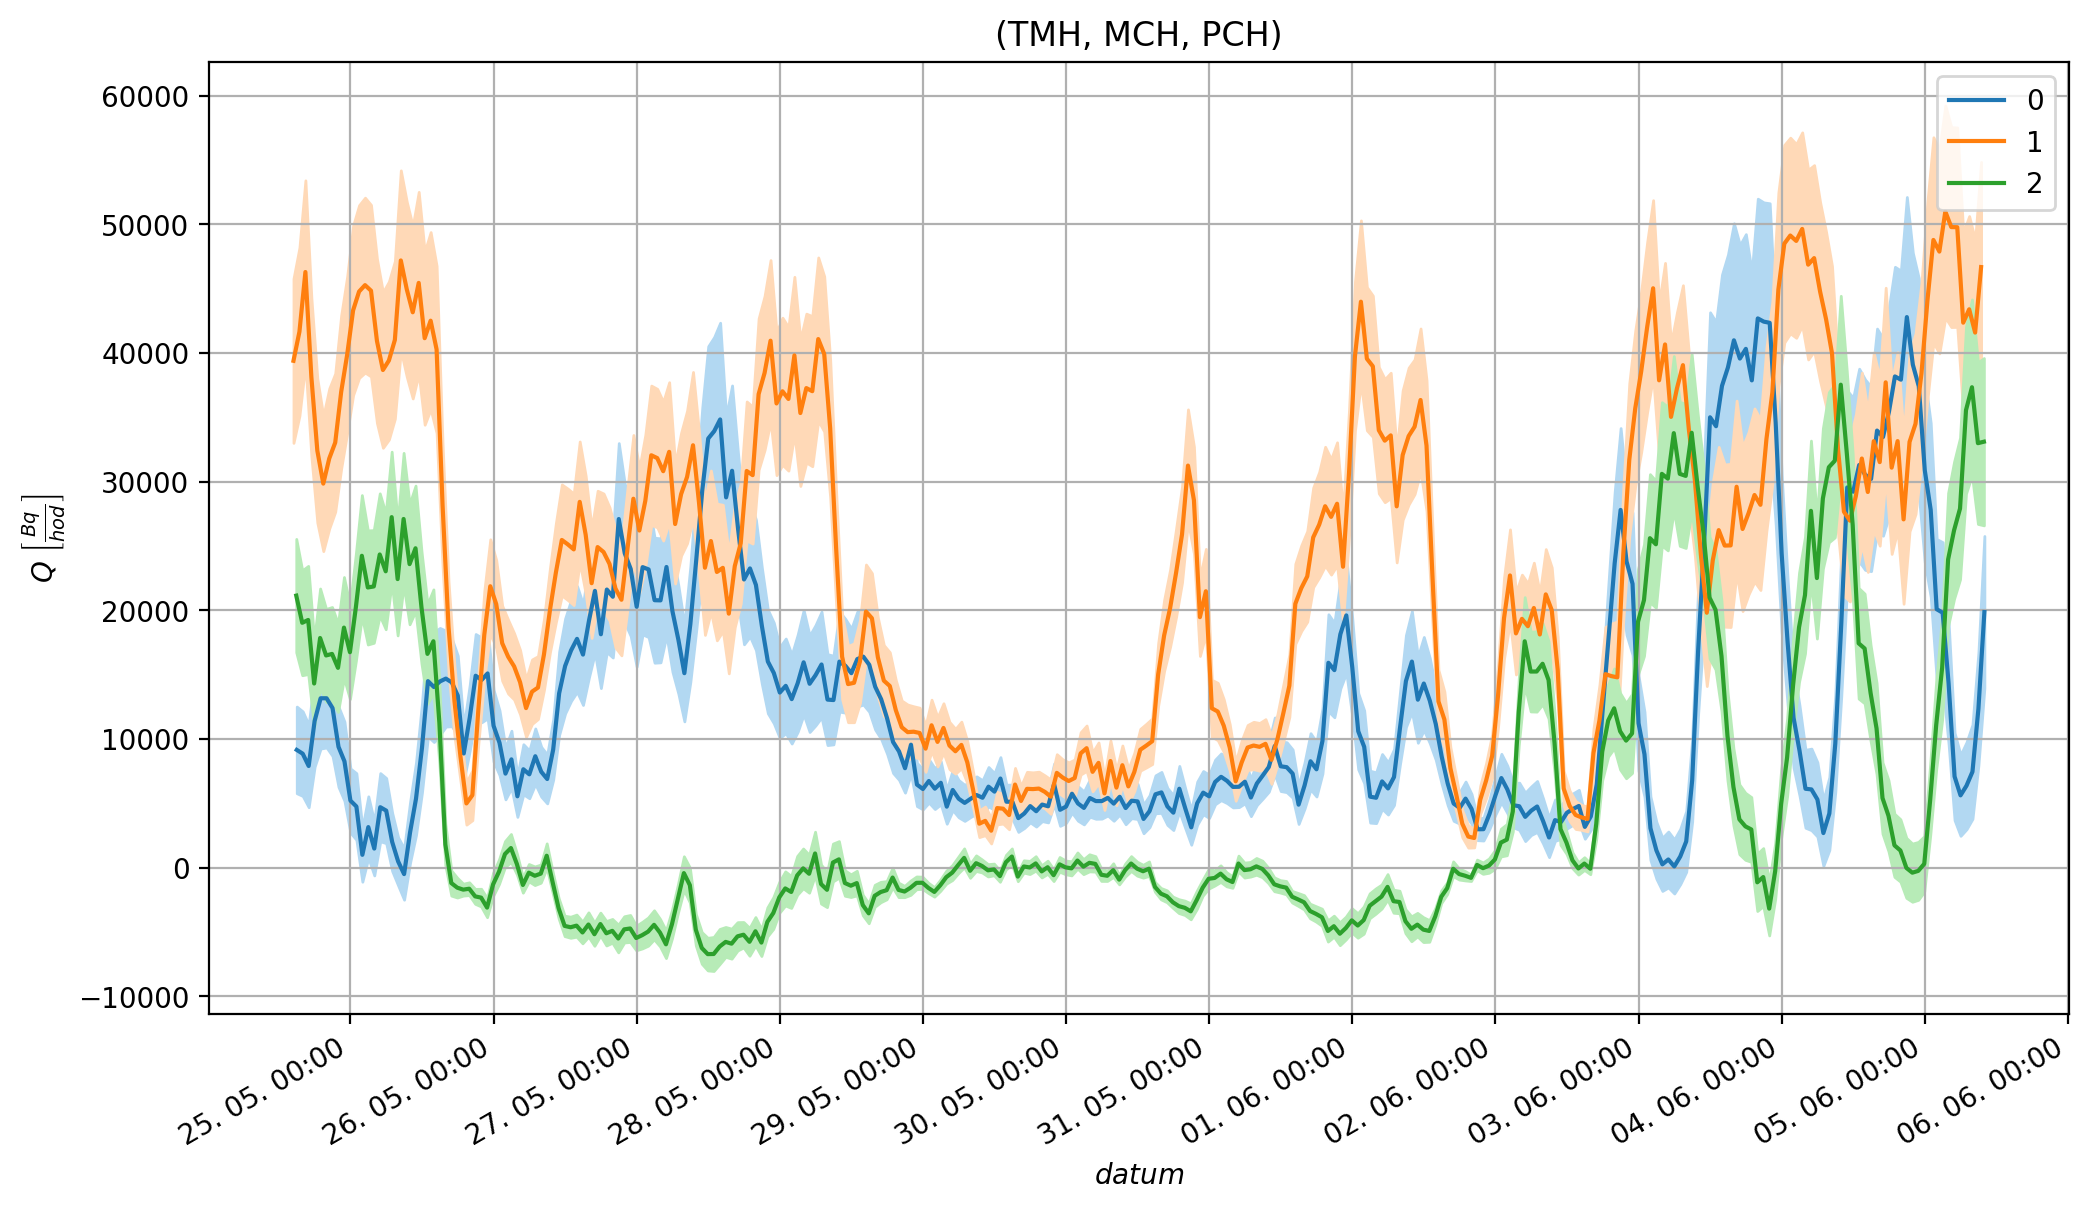 (TMH, MCH, PCH)
60000
50000
40000
30000
20000
10000
0
−10000
Q [Bq/hod]
0
1
2
25. 05. 00:00
26. 05. 00:00
27. 05. 00:00
28. 05. 00:00
29. 05. 00:00
30. 05. 00:00
31. 05. 00:00
01. 06. 00:00
02. 06. 00:00
03. 06. 00:00
04. 06. 00:00
05. 06. 00:00
06. 06. 00:00
datum